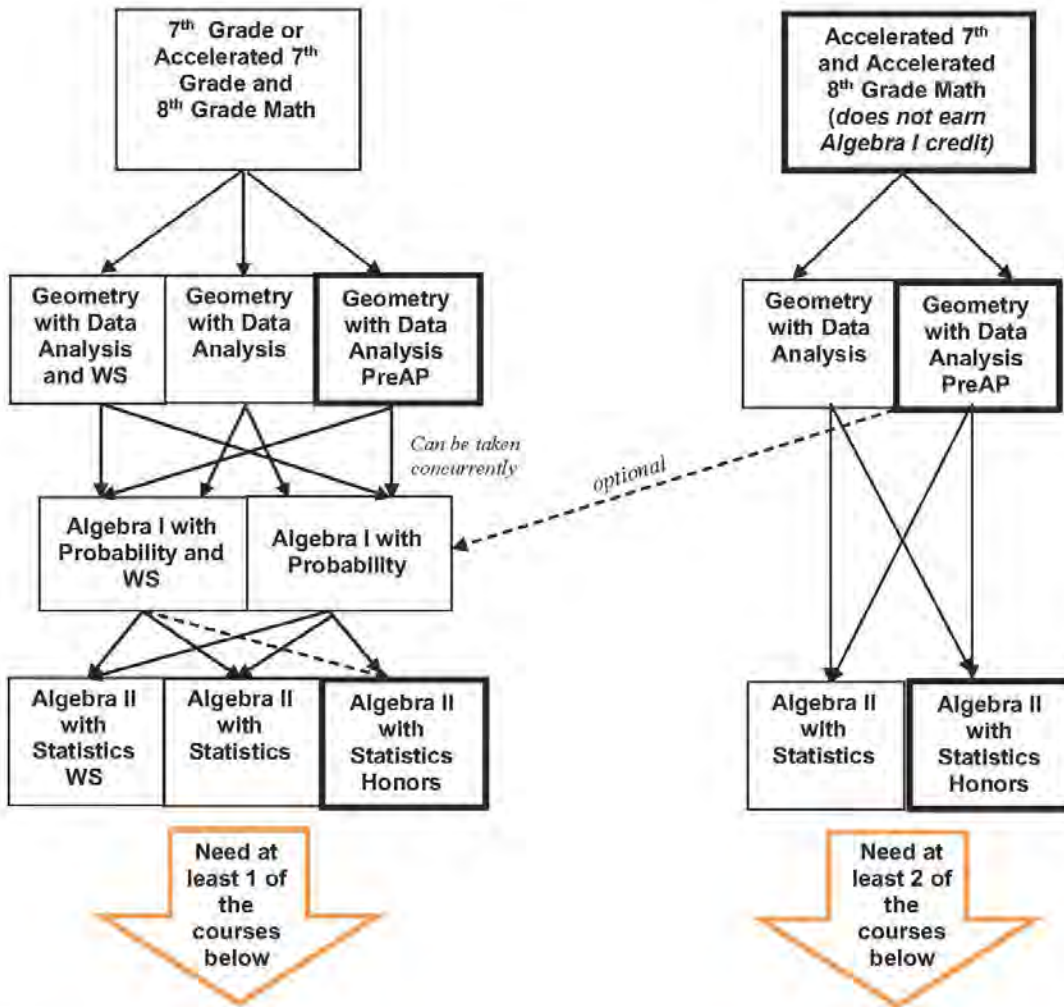 7th Grade or
Accelerated 7th
Grade and
8th Grade Math
Accelerated 7th
and Accelerated
8th Grade Math
(does not earn
Algebra I credit)
Geometry
with Data
Analysis
and WS
Geometry
with Data
Analysis
Geometry
with Data
Analysis
PreAP
Geometry
with Data
Analysis
Geometry
with Data
Analysis
PreAP
Can be taken
concurrently
optional
Algebra I with
Probability and
WS
Algebra I with
Probability
Algebra II
with
Statistics
WS
Algebra II
with
Statistics
Algebra II
with
Statistics
Honors
Algebra II
with
Statistics
Algebra II
with
Statistics
Honors
Need at
least 1 of
the
courses
below
Need at
least 2 of
the
courses
below